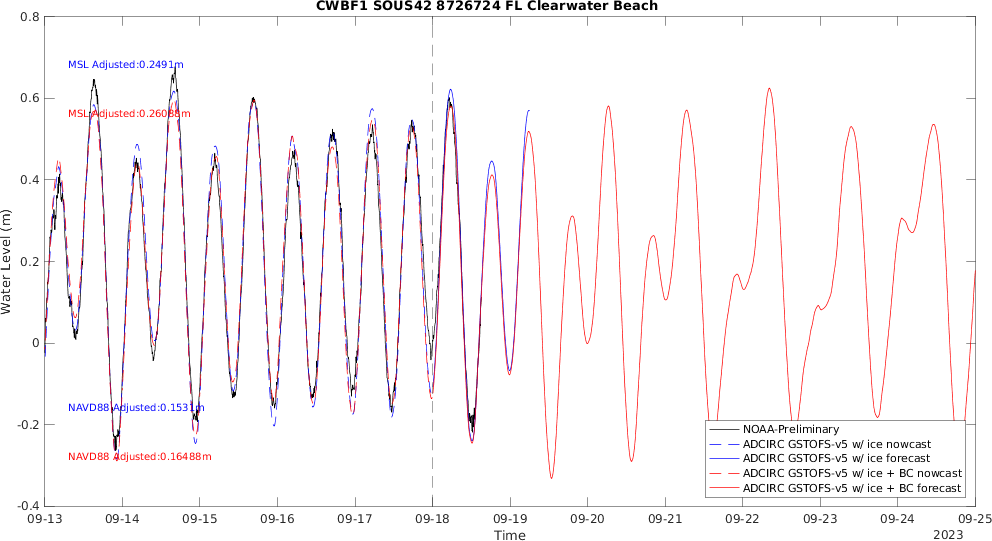 CWBF1 SOUS42 8726724 FL Clearwater Beach
0.8
0.6
0.4
0.2
0
-0.2
-0.4
Water Level (m)
MSL Adjusted:0.2491m
MSL Adjusted:0.26088m
NAVD88 Adjusted:0.1531m
NAVD88 Adjusted:0.16488m
NOAA-Preliminary
ADCIRC GSTOFS-v5 w/ ice nowcast
ADCIRC GSTOFS-v5 w/ ice forecast
ADCIRC GSTOFS-v5 w/ ice + BC nowcast
ADCIRC GSTOFS-v5 w/ ice + BC forecast
09-13 09-14 09-15 09-16 09-17 09-18 09-19 09-20 09-21 09-22 09-23 09-24 09-25
Time
2023